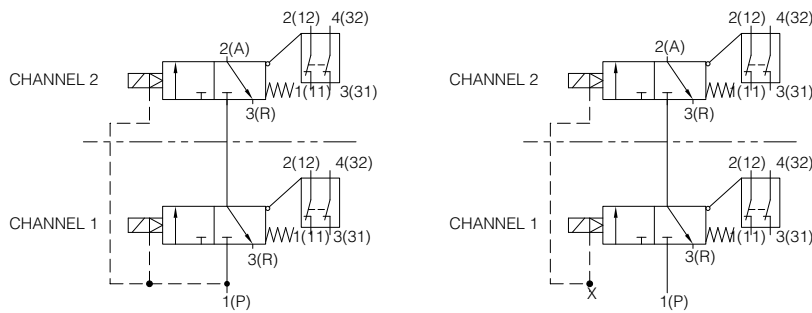 2(12) 4(32)
2(A)
CHANNEL 2
1(11) 3(31)
3(R)
2(12) 4(32)
CHANNEL 1
1(11) 3(31)
3(R)
1(P)
2(12) 4(32)
2(A)
CHANNEL 2
1(11) 3(31)
3(R)
2(12) 4(32)
CHANNEL 1
1(11) 3(31)
3(R)
X
1(P)